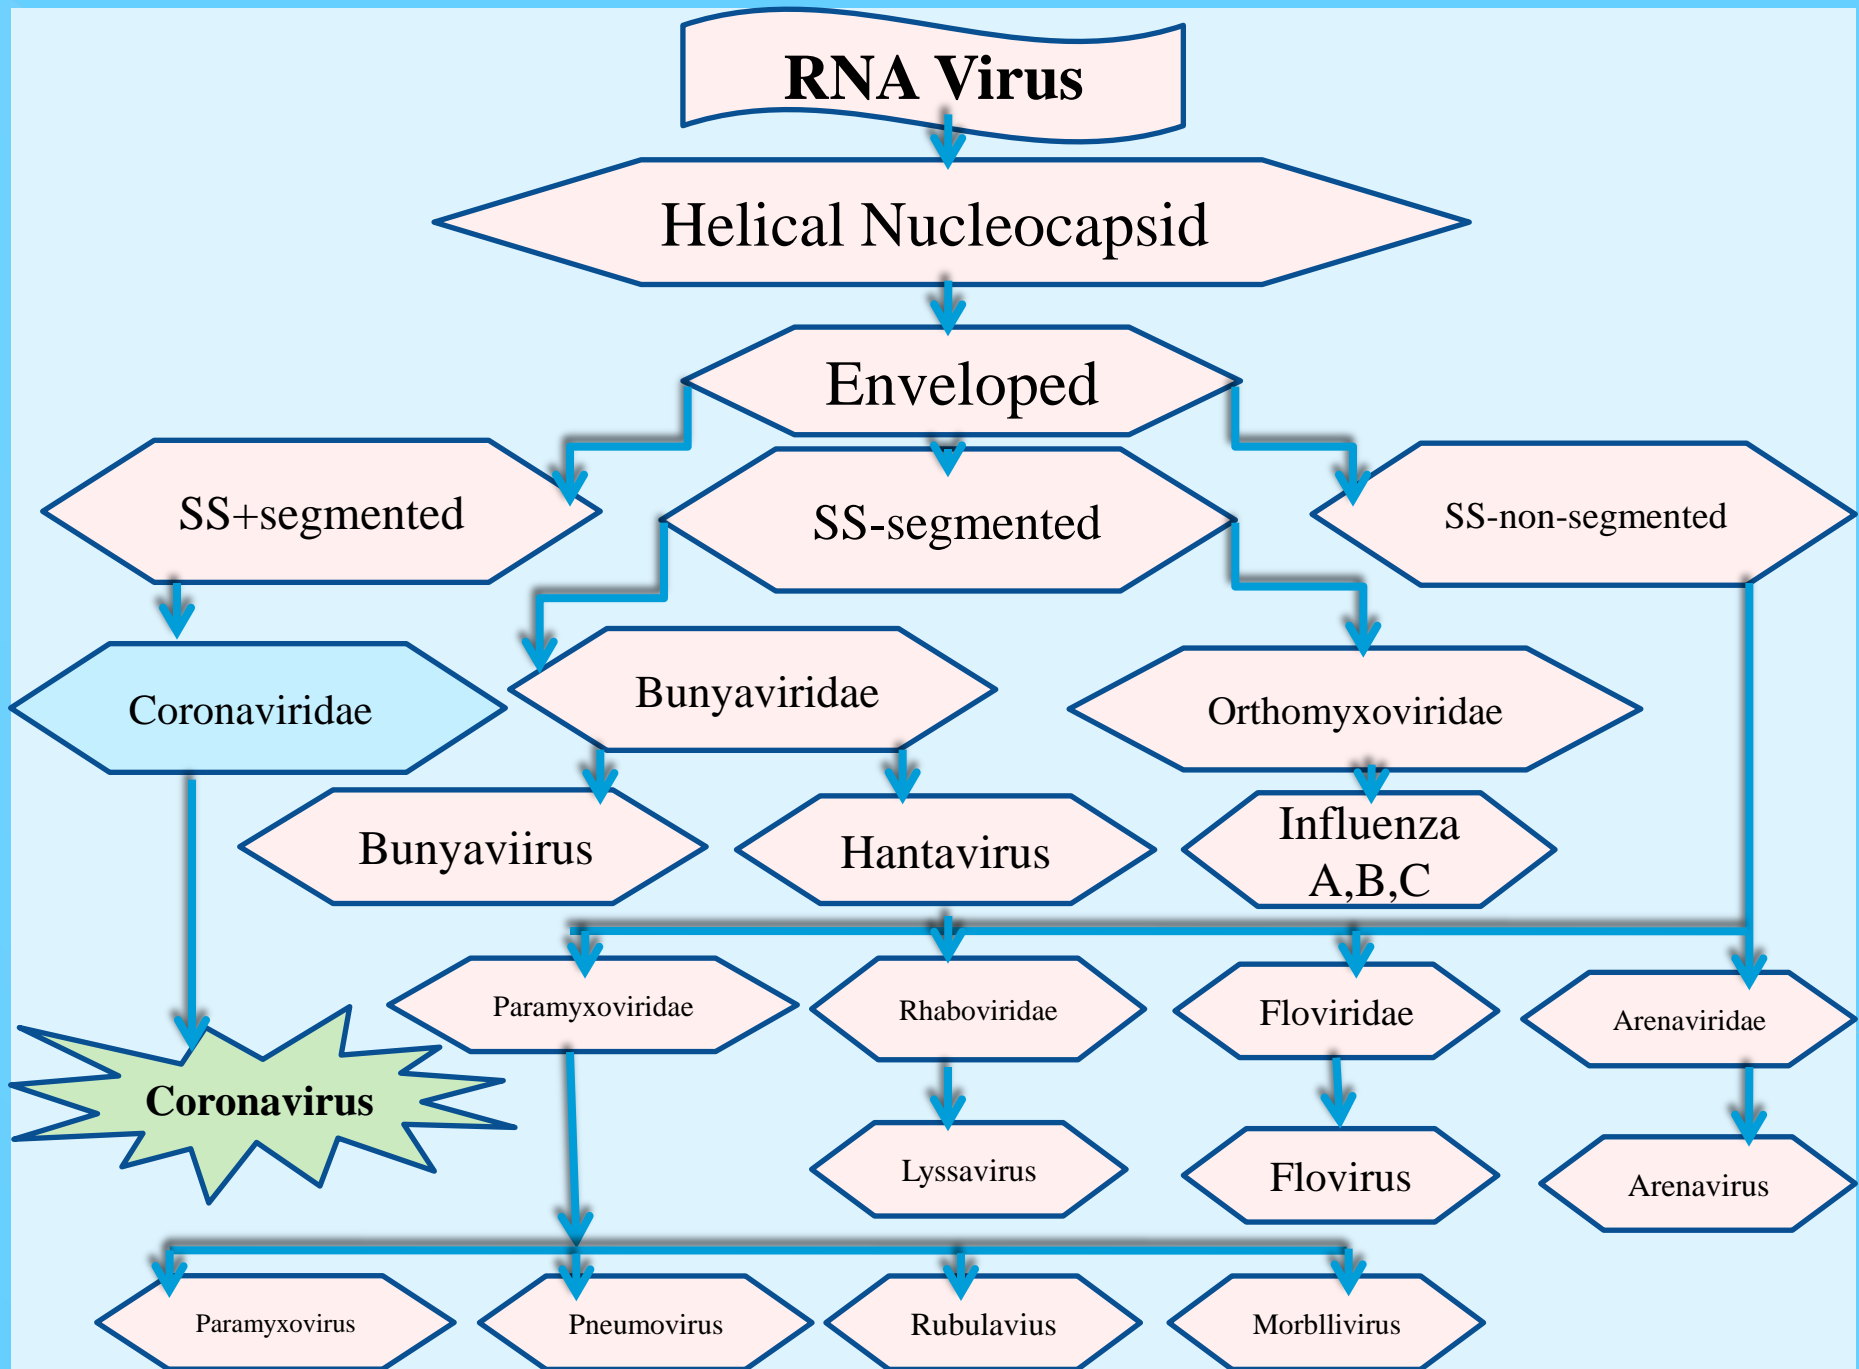 RNA Virus
Helical Nucleocapsid
Enveloped
SS+segmented
SS-segmented
SS-non-segmented
Coronaviridae
Bunyaviridae
Orthomyxoviridae
Bunyaviirus
Hantavirus
Influenza
A,B,C
Paramyxoviridae
Rhaboviridae
Floviridae
Arenaviridae
Coronavirus
Lyssavirus
Flovirus
Arenavirus
Paramyxovirus
Pneumovirus
Rubulavius
Morbllivirus